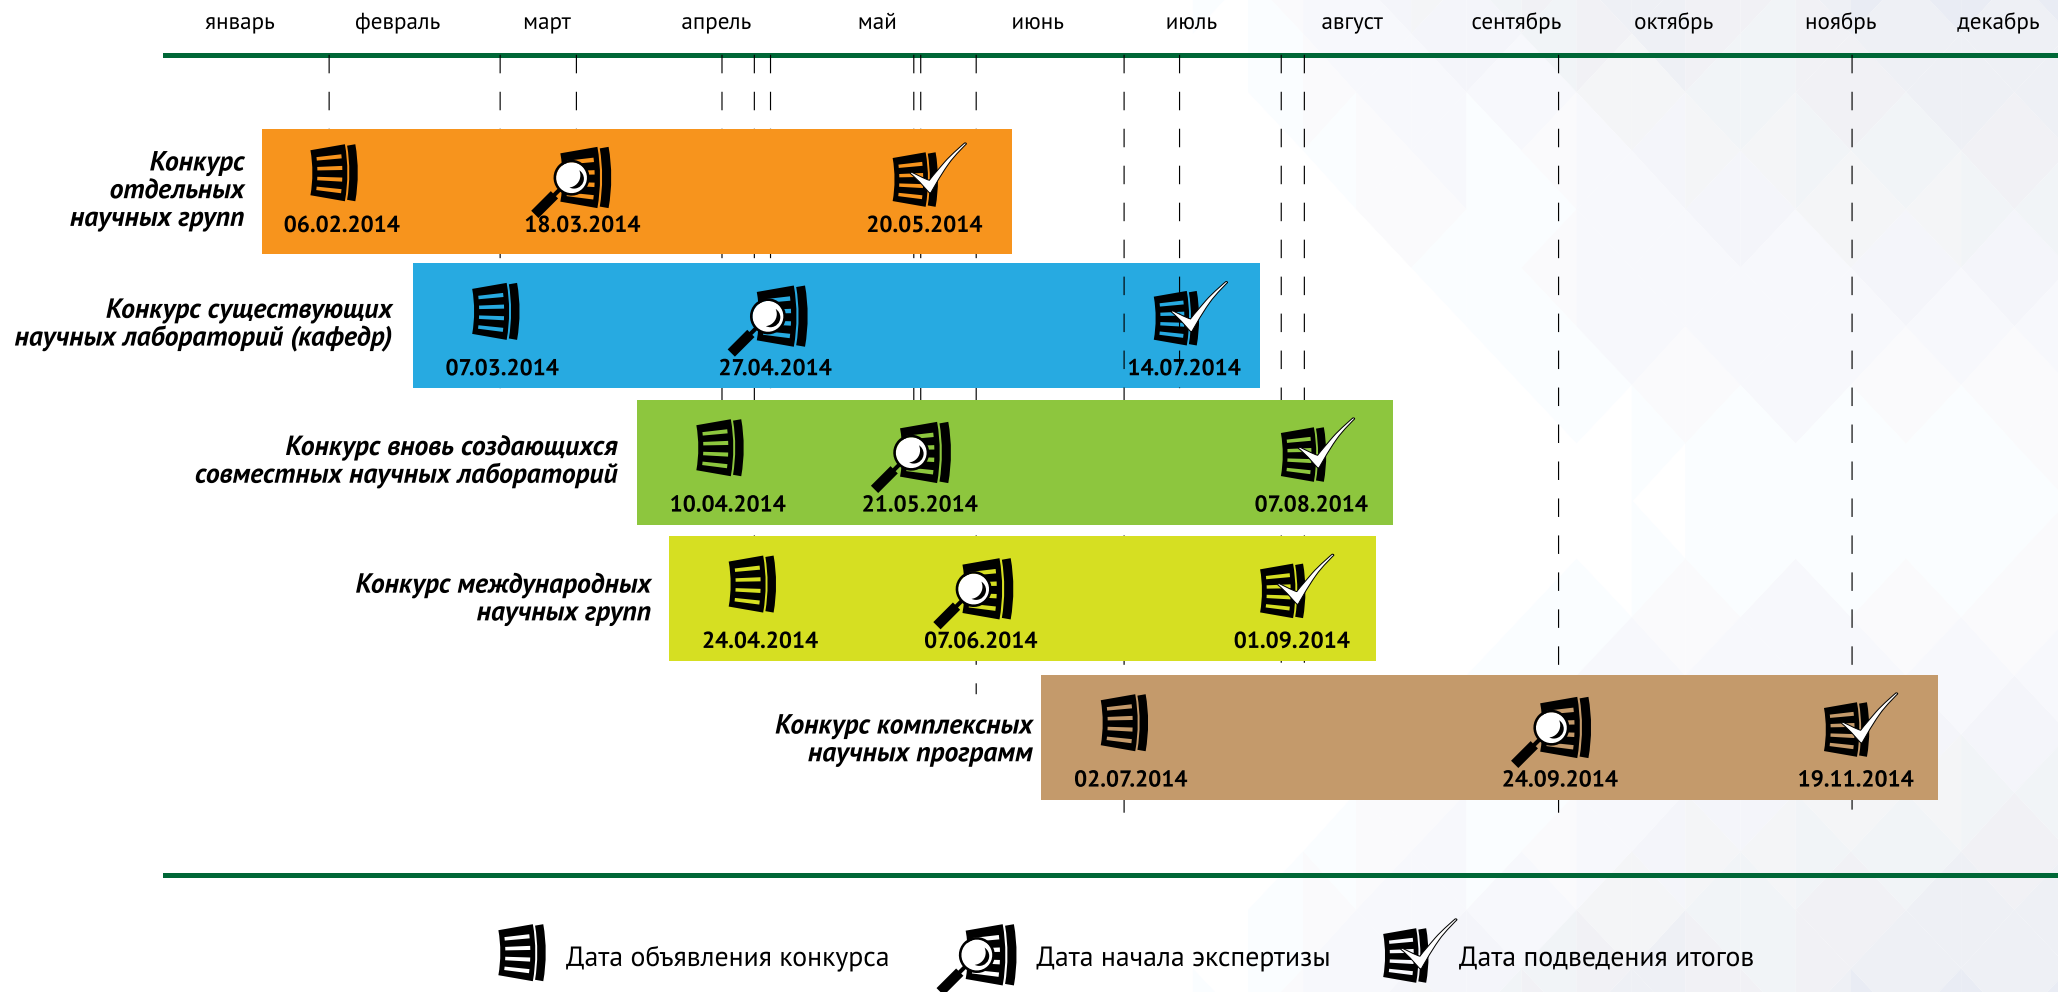 январь февраль март апрель май июнь июль август сентябрь октябрь ноябрь декабрь
Конкурс
отдельных
научных групп
06.02.2014 18.03.2014 20.05.2014
Конкурс существующих
научных лабораторий (кафедр)
07.03.2014 27.04.2014 14.07.2014
Конкурс вновь создающихся
совместных научных лабораторий
10.04.2014 21.05.2014 07.08.2014
Конкурс международных
научных групп
24.04.2014 07.06.2014 01.09.2014
Конкурс комплексных
научных программ
02.07.2014 24.09.2014 19.11.2014
Дата объявления конкурса Дата начала экспертизы Дата подведения итогов